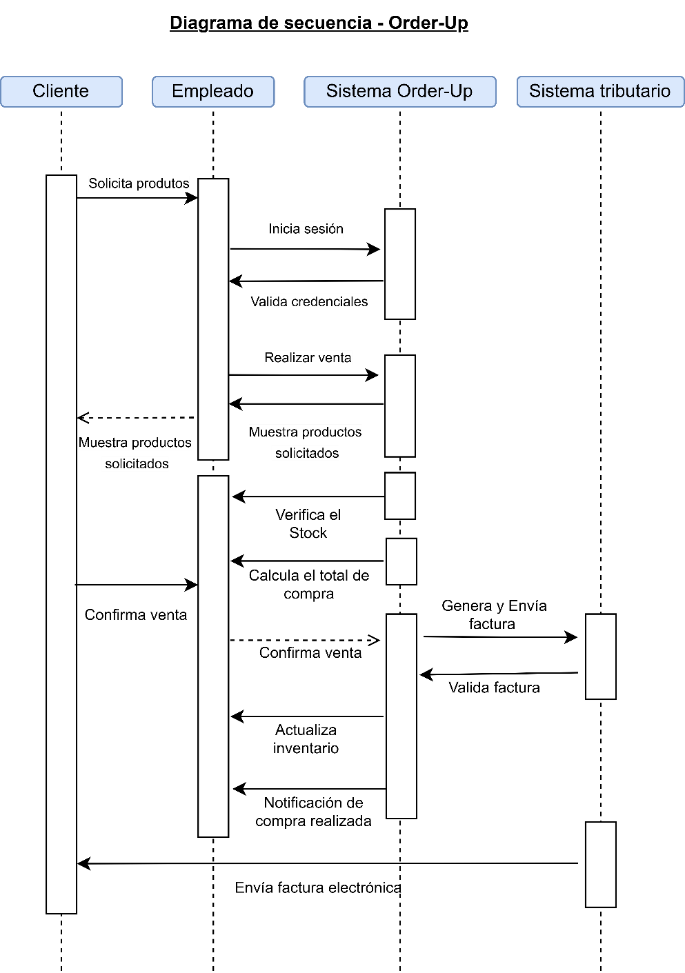 Diagrama de secuencia - Order-Up
Cliente
Empleado
Sistema Order-Up
Sistema tributario
Solicita produtos
Inicia sesión
Valida credenciales
Realizar venta
Muestra productos
solicitados
Muestra productos
solicitados
Verifica el
Stock
Calcula el total de
compra
Confirma venta
Genera y Envía
factura
Confirma venta
Valida factura
Actualiza
inventario
Notificación de
compra realizada
Envía factura electrónica